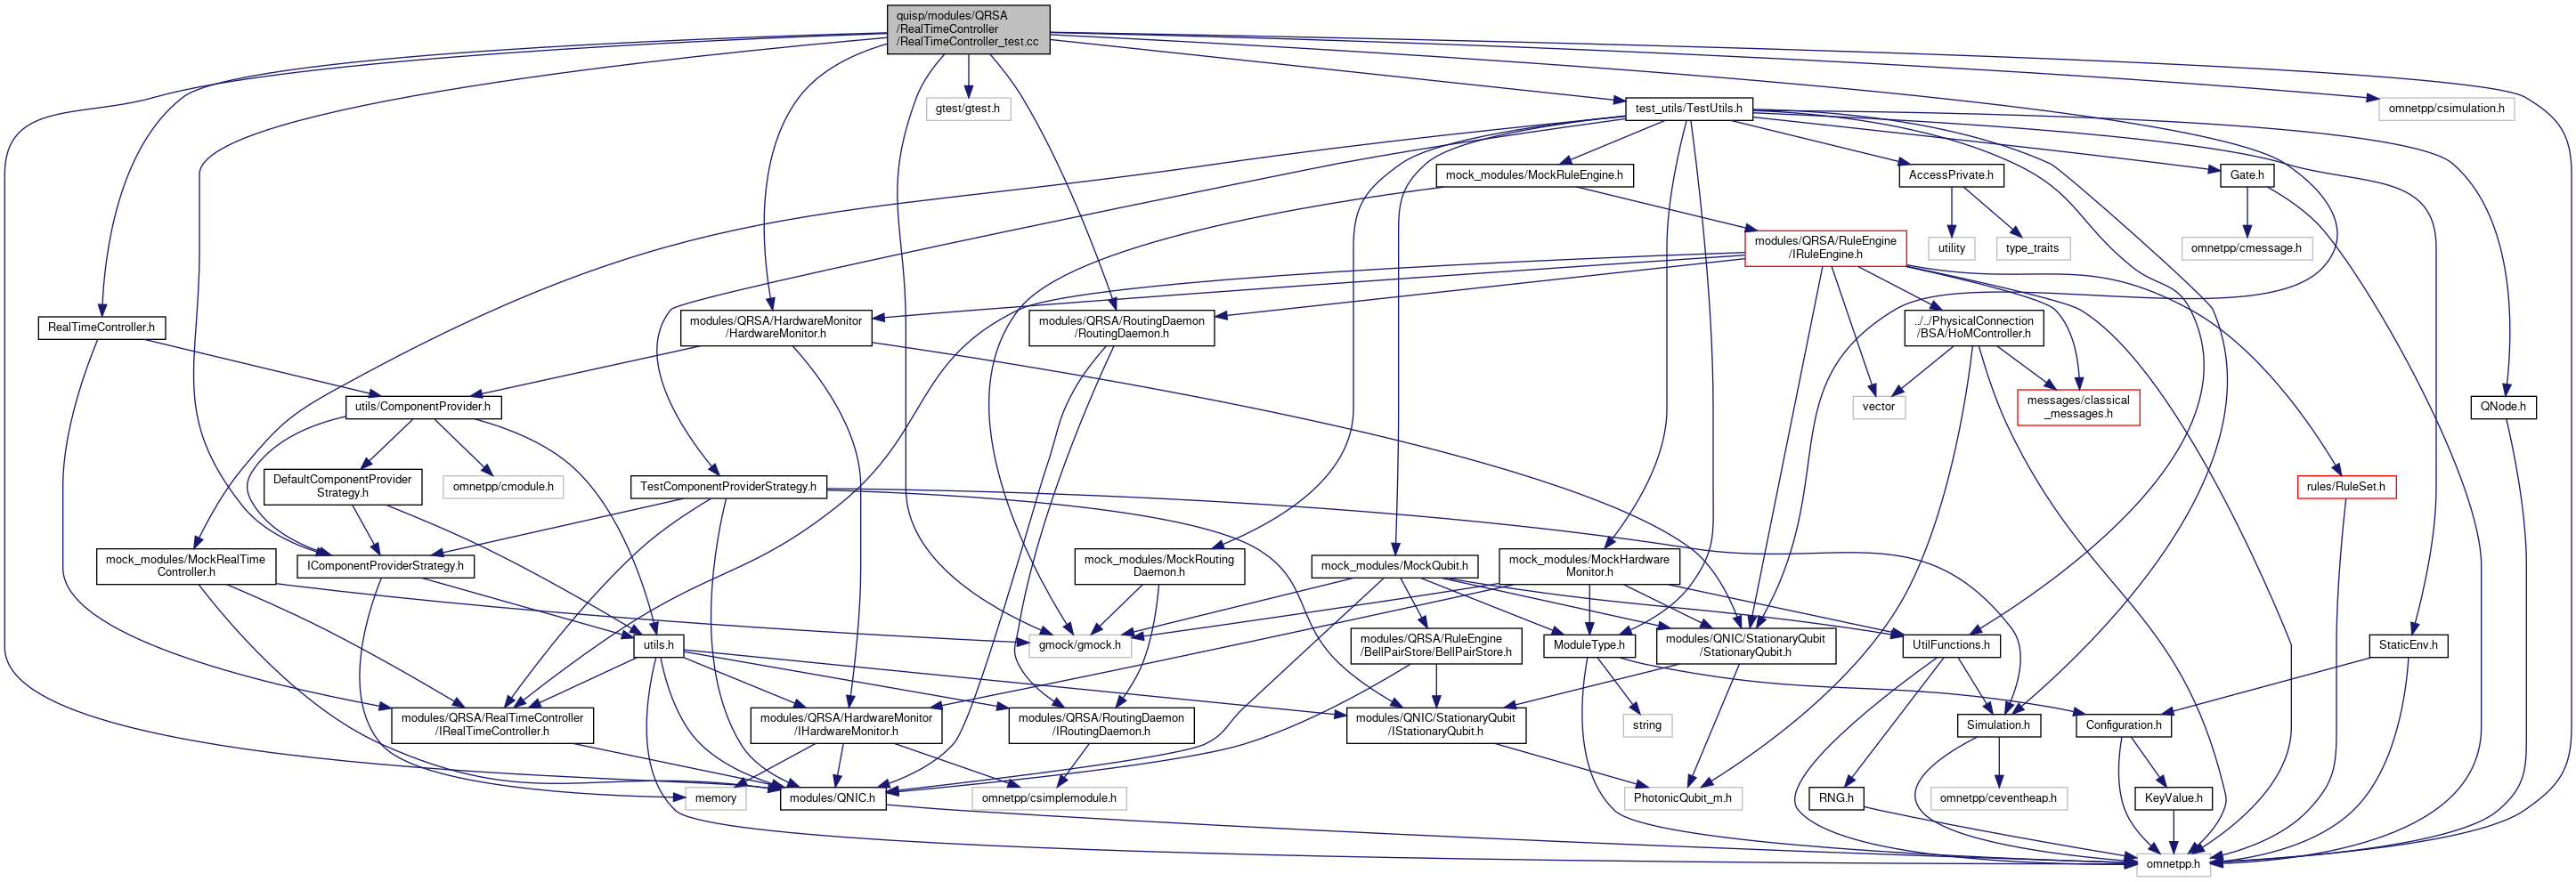 quisp/modules/QRSA
/RealTimeController
/RealTimeController_test.cc
gtest/gtest.h
test_utils/TestUtils.h
omnetpp/csimulation.h
mock_modules/MockRuleEngine.h
AccessPrivate.h
Gate.h
modules/QRSA/RuleEngine
/IRuleEngine.h
utility
type_traits
omnetpp/cmessage.h
RealTimeController.h
modules/QRSA/HardwareMonitor
/HardwareMonitor.h
modules/QRSA/RoutingDaemon
/RoutingDaemon.h
../../PhysicalConnection
/BSA/HoMController.h
utils/ComponentProvider.h
vector
messages/classical
_messages.h
QNode.h
DefaultComponentProvider
Strategy.h
omnetpp/cmodule.h
TestComponentProviderStrategy.h
rules/RuleSet.h
mock_modules/MockRealTime
Controller.h
IComponentProviderStrategy.h
mock_modules/MockRouting
Daemon.h
mock_modules/MockQubit.h
mock_modules/MockHardware
Monitor.h
utils.h
gmock/gmock.h
modules/QRSA/RuleEngine
/BellPairStore/BellPairStore.h
ModuleType.h
modules/QNIC/StationaryQubit
/StationaryQubit.h
UtilFunctions.h
StaticEnv.h
modules/QRSA/RealTimeController
/IRealTimeController.h
modules/QRSA/HardwareMonitor
/IHardwareMonitor.h
modules/QRSA/RoutingDaemon
/IRoutingDaemon.h
modules/QNIC/StationaryQubit
/IStationaryQubit.h
string
Simulation.h
Configuration.h
memory
modules/QNIC.h
omnetpp/csimplemodule.h
PhotonicQubit_m.h
RNG.h
omnetpp/ceventheap.h
KeyValue.h
omnetpp.h